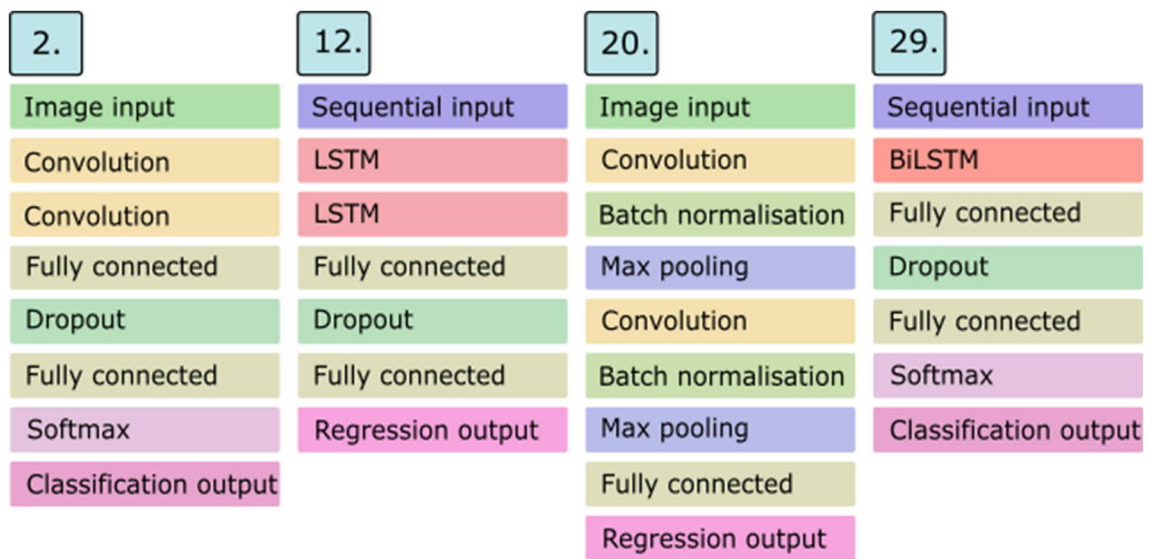 2.
Image input
Convolution
Convolution
Fully connected
Dropout
Fully connected
Softmax
Classification output
12.
Sequential input
LSTM
LSTM
Fully connected
Dropout
Fully connected
Regression output
20.
Image input
Convolution
Batch normalisation
Max pooling
Convolution
Batch normalisation
Max pooling
Fully connected
Regression output
29.
Sequential input
BiLSTM
Fully connected
Dropout
Fully connected
Softmax
Classification output